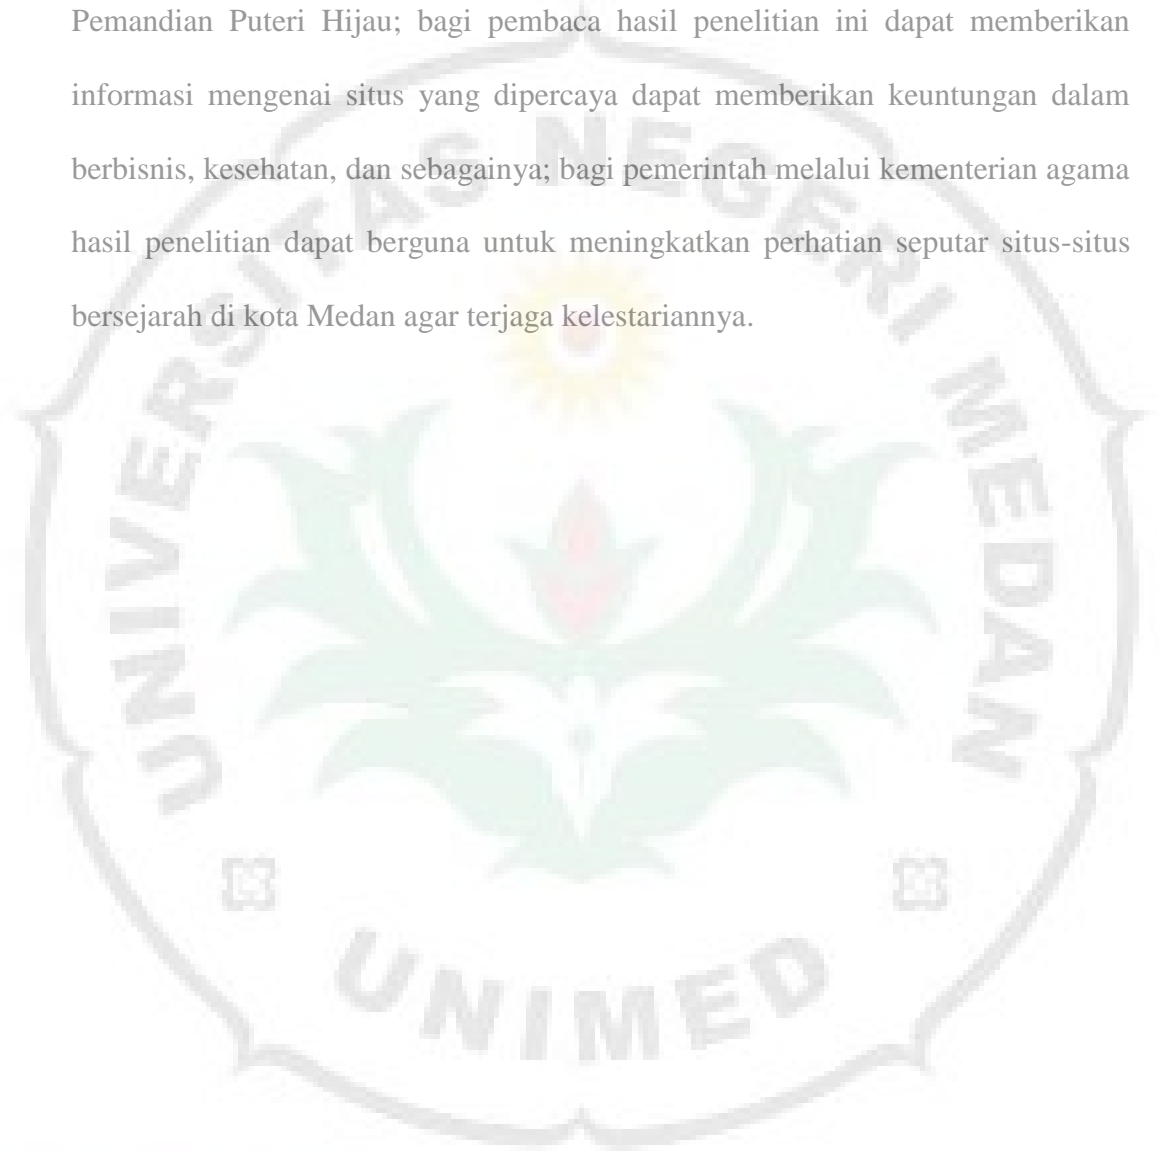 Pemandian Puteri Hijau; bagi pembaca hasil penelitian ini dapat memberikan
informasi mengenai situs yang dipercaya dapat memberikan keuntungan dalam
berbisnis, kesehatan, dan sebagainya; bagi pemerintah melalui kementerian agama
hasil penelitian dapat berguna untuk meningkatkan perhatian seputar situs-situs
bersejarah di kota Medan agar terjaga kelestariannya.
UNIVERSITAS NEGERI MEDAN
UNIMED